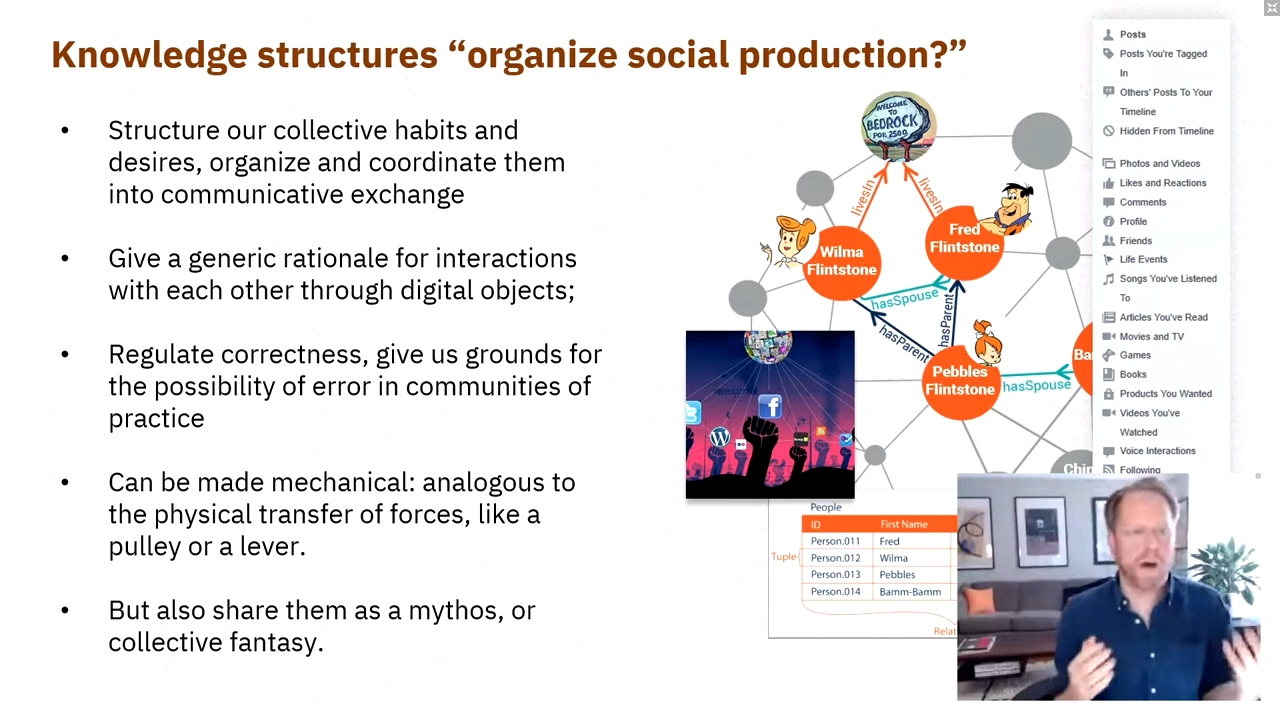 Knowledge structures “organize social production?”
• Structure our collective habits and
desires, organize and coordinate them
into communicative exchange
• Give a generic rationale for interactions
with each other through digital objects;
• Regulate correctness, give us grounds for
the possibility of error in communities of
practice
• Can be made mechanical: analogous to
the physical transfer of forces, like a
pulley or a lever.
• But also share them as a mythos, or
collective fantasy.
WELCOME
TO
BEDROCK
POP. 2500
livesIn
livesIn
Wilma
Flintstone
Fred
Flintstone
hasSpouse
hasParent
hasParent
Pebbles
Flintstone
hasSpouse
Ba
Chip
People
ID First Name
Person.011 Fred
Tuple
Person.012 Wilma
Person.013 Pebbles
Person.014 Bamm-Bamm
Relat
Posts
Posts You're Tagged
In
Others' Posts To Your
Timeline
Hidden From Timeline
Photos and Videos
Likes and Reactions
Comments
Profile
Friends
Life Events
Songs You've Listened
To
Articles You've Read
Movies and TV
Games
Books
Products You Wanted
Videos You've
Watched
Voice Interactions
Following